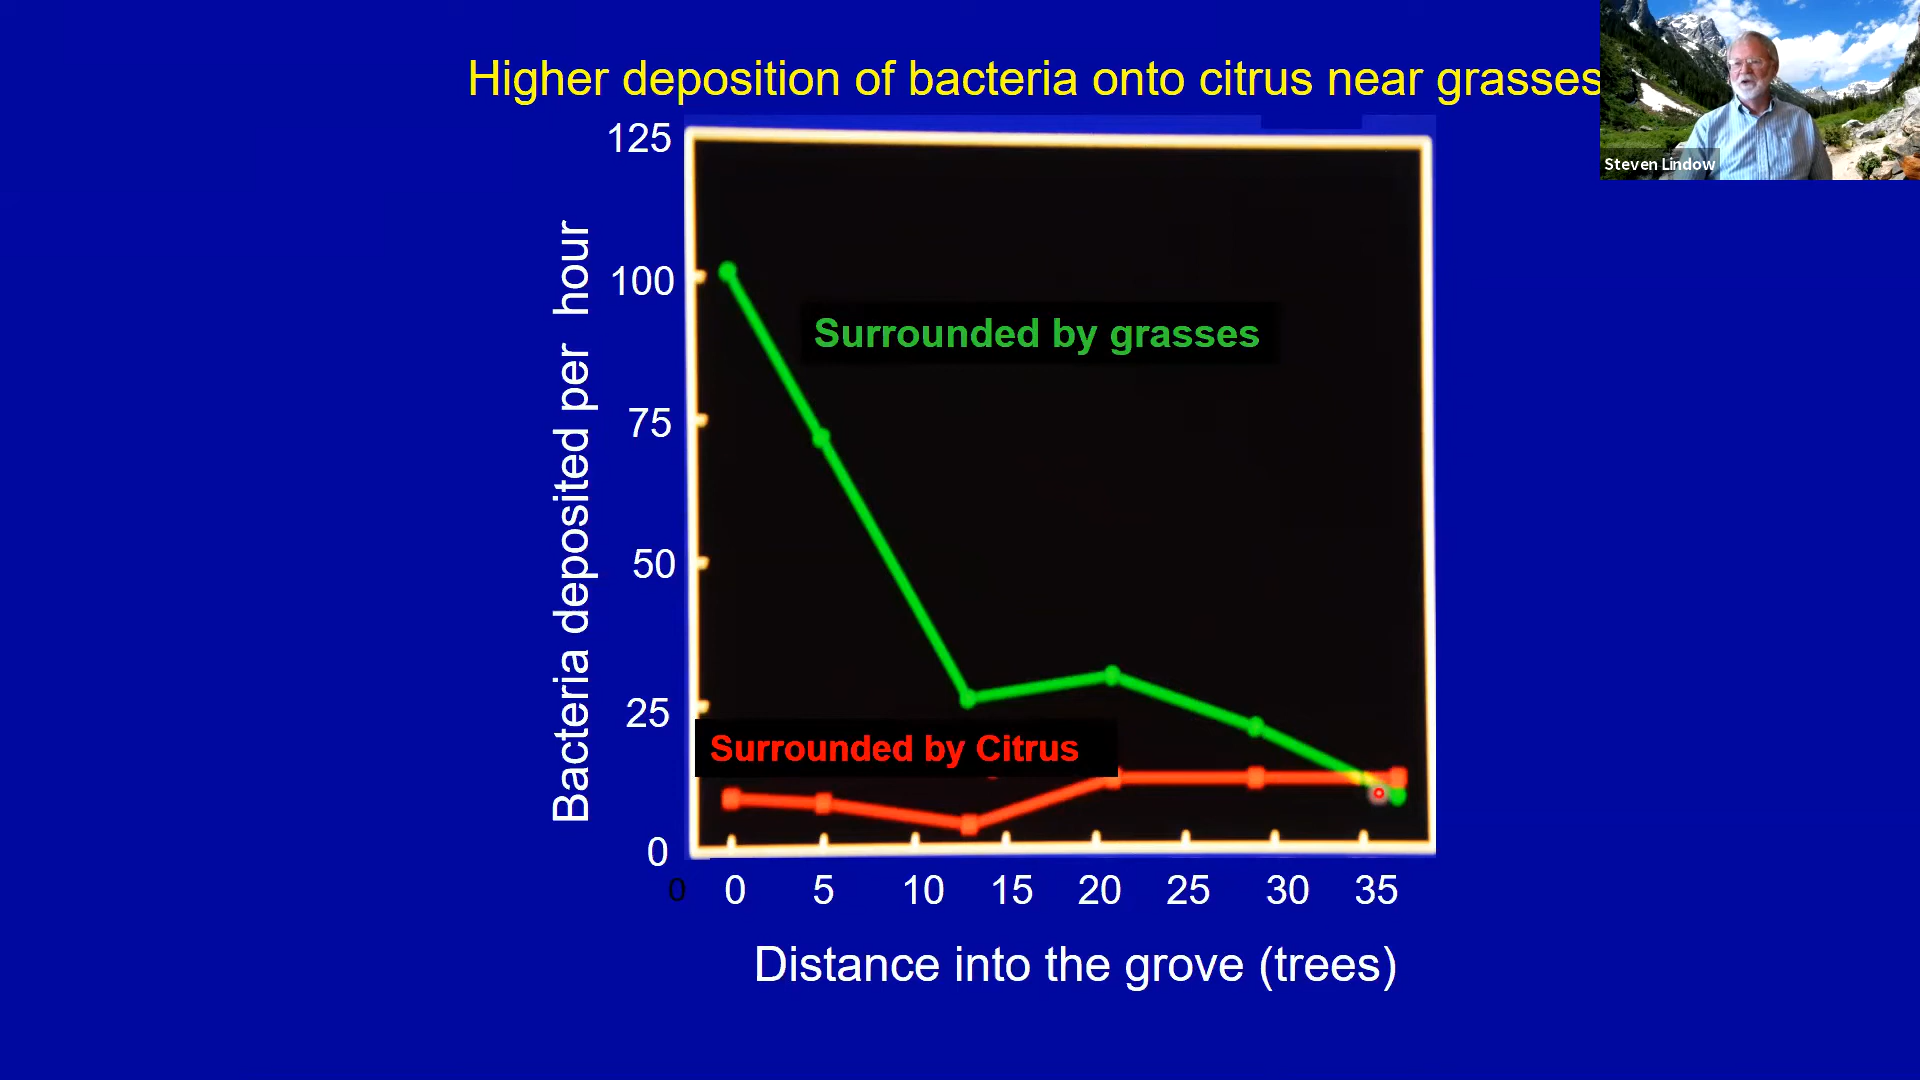 Higher deposition of bacteria onto citrus near grasses
Steven Lindow
Bacteria deposited per hour
125
100
75
50
25
0
Surrounded by grasses
Surrounded by Citrus
0
0
5
10
15
20
25
30
35
Distance into the grove (trees)